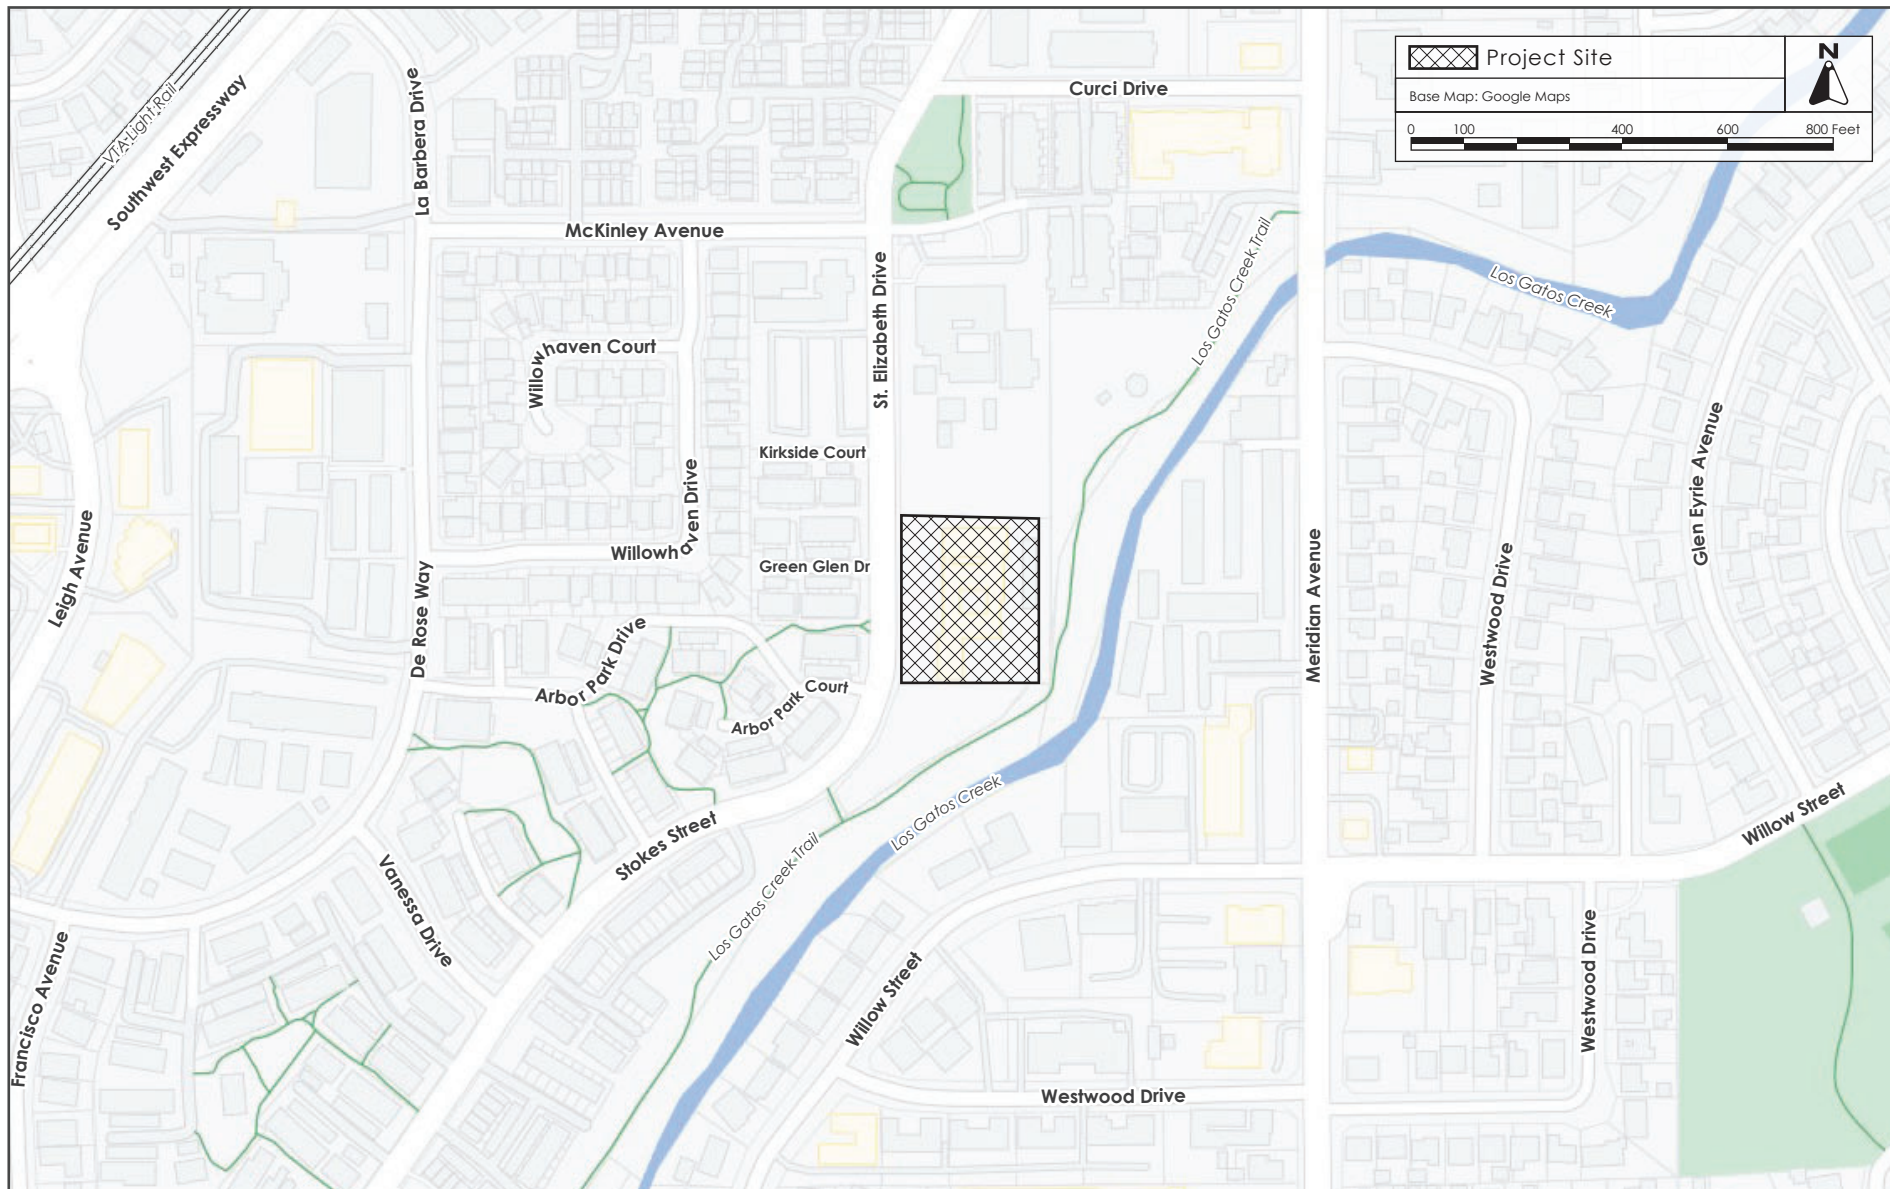 Project Site
N
Base Map: Google Maps
0 100 400 600 800 Feet
Curci Drive
VTA Light Rail
Southwest Expressway
La Barbera Drive
McKinley Avenue
St. Elizabeth Drive
Los Gatos Creek Trail
Los Gatos Creek
Willowhaven Court
Kirkside Court
Willowhaven Drive
Green Glen Dr
Leigh Avenue
De Rose Way
Arbor Park Drive
Arbor Park Court
Meridian Avenue
Westwood Drive
Glen Eyrie Avenue
Willow Street
Stokes Street
Los Gatos Creek
Los Gatos Creek Trail
Vanessa Drive
Francisco Avenue
Willow Street
Westwood Drive
Westwood Drive